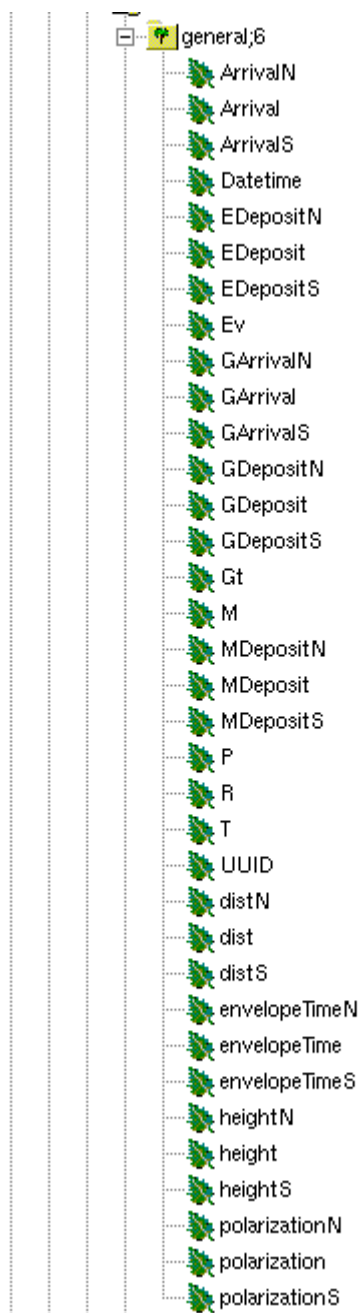 general;6
ArrivalN
Arrival
ArrivalS
Datetime
EDepositN
EDeposit
EDepositS
Ev
GArrivalN
GArrival
GArrivalS
GDepositN
GDeposit
GDepositS
Gt
M
MDepositN
MDeposit
MDepositS
P
R
T
UUID
distN
dist
distS
envelopeTimeN
envelopeTime
envelopeTimeS
heightN
height
heightS
polarizationN
polarization
polarizationS